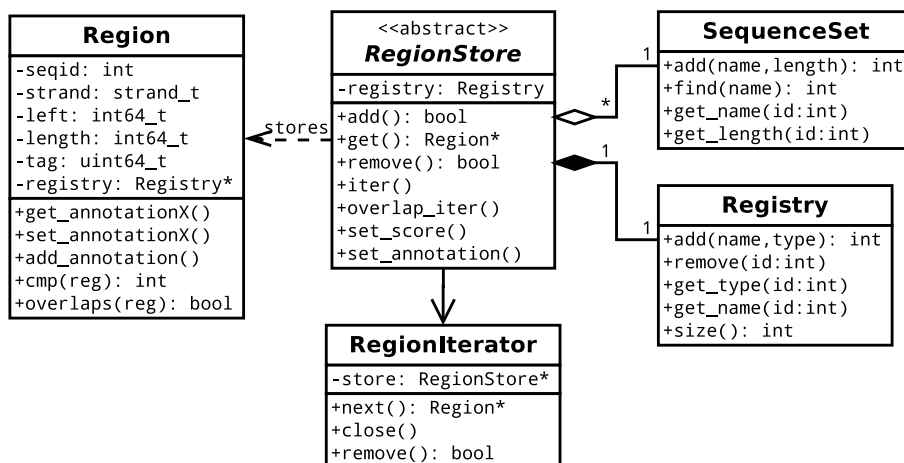 Region
-seqid: int
-strand: strand_t
-left: int64_t
-length: int64_t
-tag: uint64_t
-registry: Registry*
+get_annotationX()
+set_annotationX()
+add_annotation()
+cmp(reg): int
+overlaps(reg): bool
stores
<<abstract>>
RegionStore
-registry: Registry
+add(): bool
+get(): Region*
+remove(): bool
+iter()
+overlap_iter()
+set_score()
+set_annotation()
*
1
1
1
SequenceSet
+add(name,length): int
+find(name): int
+get_name(id:int)
+get_length(id:int)
Registry
+add(name,type): int
+remove(id:int)
+get_type(id:int)
+get_name(id:int)
+size(): int
RegionIterator
-store: RegionStore*
+next(): Region*
+close()
+remove(): bool